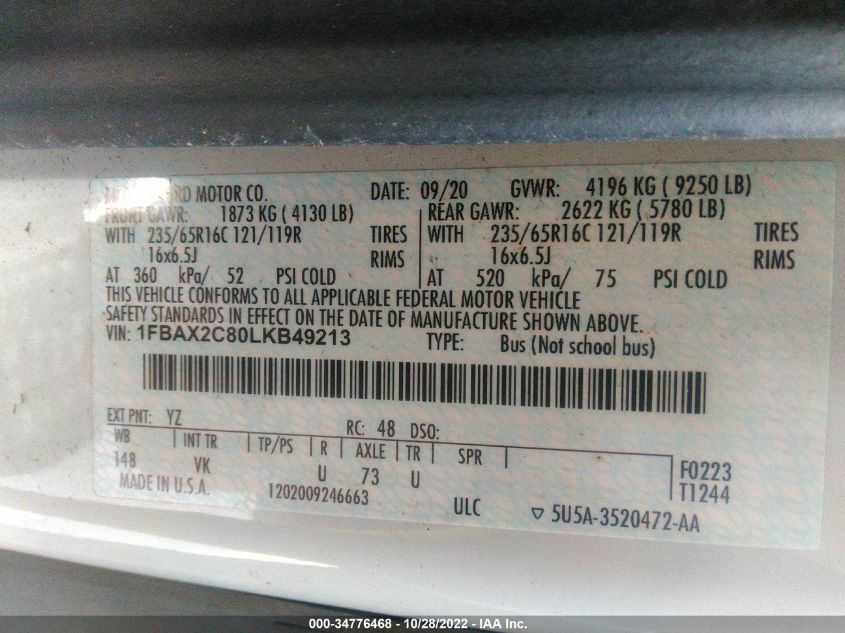 MOTOR CO. DATE: 09/20 GVWR: 4196 KG ( 9250 LB)
FRONT GAWR: 1873 KG ( 4130 LB) REAR GAWR: 2622 KG ( 5780 LB)
WITH 235/65R16C 121/119R TIRES WITH 235/65R16C 121/119R TIRES
16x6.5J RIMS 16x6.5J RIMS
AT 360 kPa/ 52 PSI COLD AT 520 kPa/ 75 PSI COLD
THIS VEHICLE CONFORMS TO ALL APPLICABLE FEDERAL MOTOR VEHICLE
SAFETY STANDARDS IN EFFECT ON THE DATE OF MANUFACTURE SHOWN ABOVE.
VIN: 1FBAX2C80LKB49213 TYPE: Bus (Not school bus)
EXT PNT: YZ RC: 48 DSO:
WB INT TR TP/PS R AXLE TR SPR
148 VK U 73 U F0223
MADE IN U.S.A. T1244
1202009246663 ULC ▽ 5U5A-3520472-AA
000-34776468 - 10/28/2022 - IAA Inc.